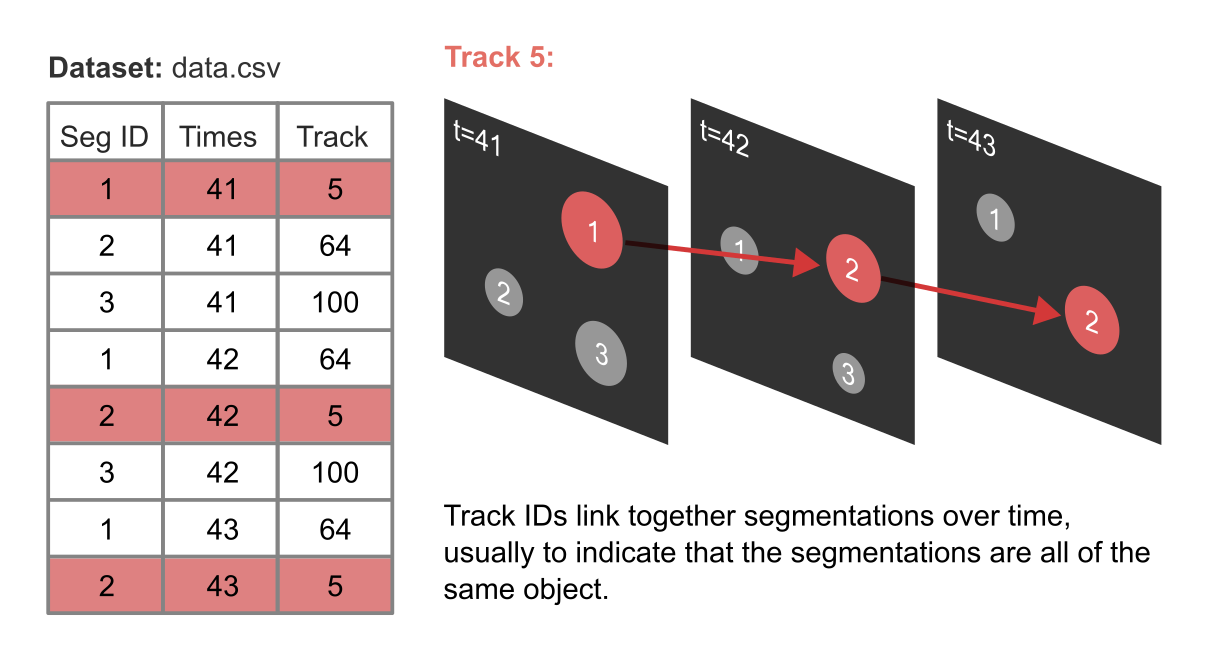 Dataset: data.csv
Seg ID Times Track
1 41 5
2 41 64
3 41 100
1 42 64
2 42 5
3 42 100
1 43 64
2 43 5
Track 5:
t=41
1
2
3
t=42
1
2
3
t=43
1
2
Track IDs link together segmentations over time,
usually to indicate that the segmentations are all of the
same object.